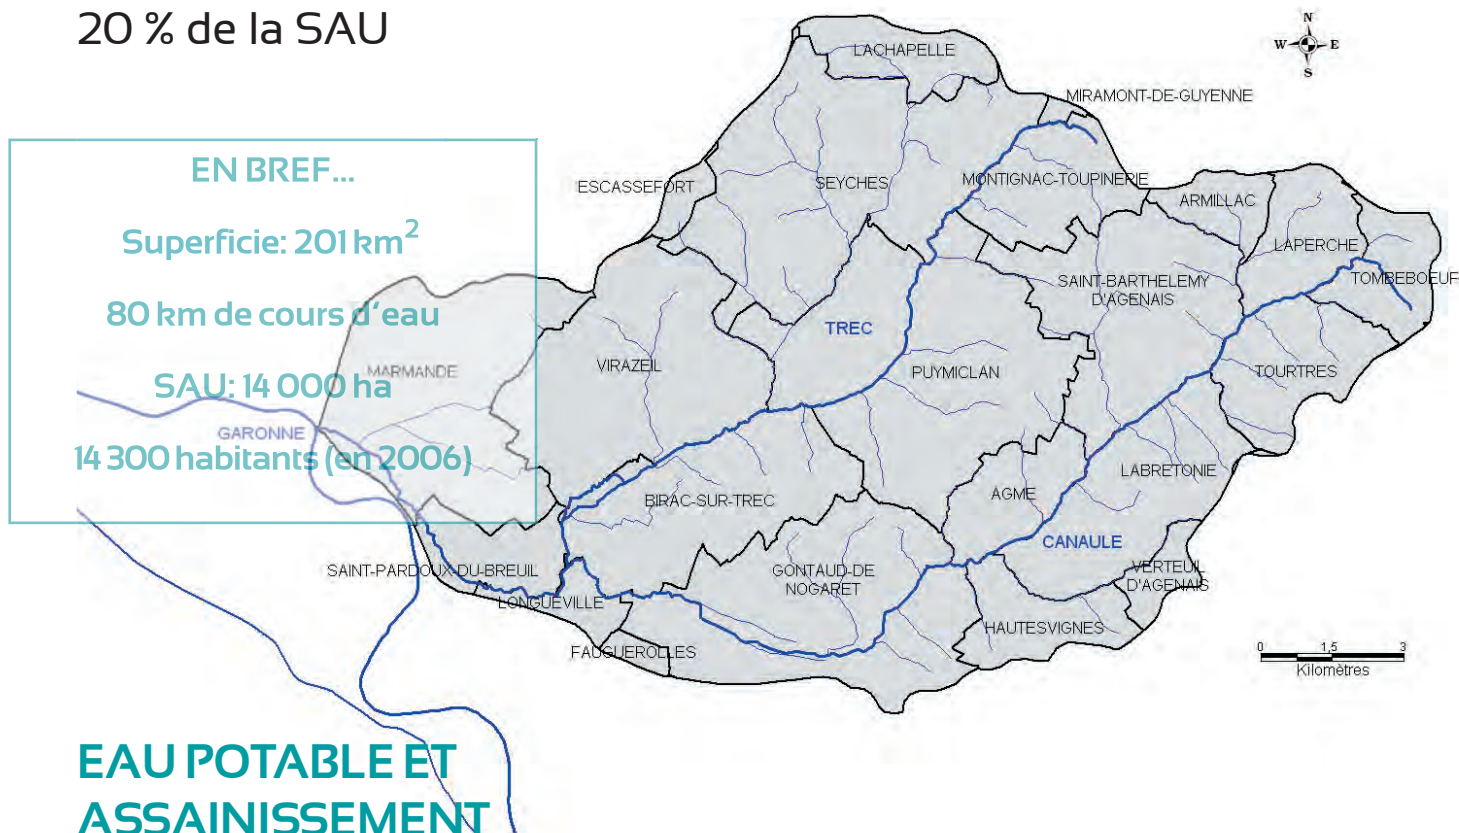 20 % de la SAU
N
W E
S
LACHAPELLE
MIRAMONT-DE-GUYENNE
EN BREF...
ESCASSEFORT
SEYCHES
MONTIGNAC-TOUPINERIE
ARMILLAC
Superficie: 201 km²
LAPERCHE
SAINT-BARTHELEMY
D'AGENAIS
TOMBEBOEUF
80 km de cours d'eau
TREC
VIRAZEIL
MARMANDE
PUYMICLAN
TOURTRES
SAU: 14 000 ha
GARONNE
14 300 habitants (en 2006)
LABRETONIE
AGME
BIRAC-SUR-TREC
CANAULE
SAINT-PARDOUX-DU-BREUIL
GONTAUD-DE
NOGARET
VERTEUIL
D'AGENAIS
LONGUEVILLE
HAUTESVIGNES
FAUGUEROLLES
0 1,5 3
Kilomètres
EAU POTABLE ET
ASSAINISSEMENT